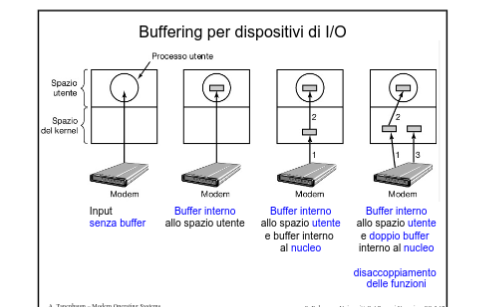 Buffering per dispositivi di I/O
Processo utente
Spazio
utente
Spazio
del kernel
2
1
2
1
3
Modem
Modem
Modem
Modem
Input
senza buffer
Buffer interno
allo spazio utente
Buffer interno
allo spazio utente
e buffer interno
al nucleo
Buffer interno
allo spazio utente
e doppio buffer
interno al nucleo
disaccoppiamento
delle funzioni
A. Tanenbaum - Modern Operating Systems